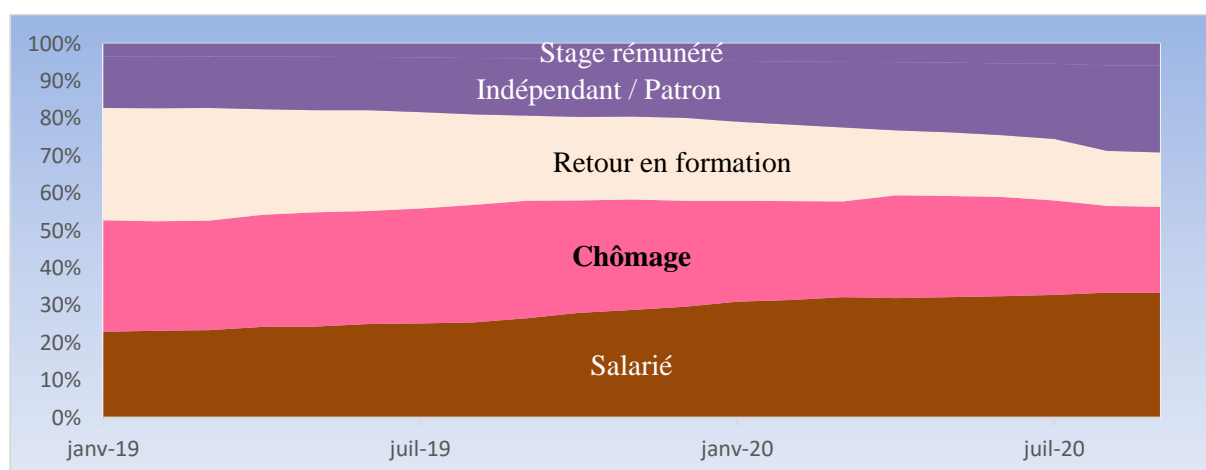 100%
90%
80%
70%
60%
50%
40%
30%
20%
10%
0%
Stage rémunéré
Indépendant / Patron
Retour en formation
Chômage
Salarié
janv-19 juil-19 janv-20 juil-20